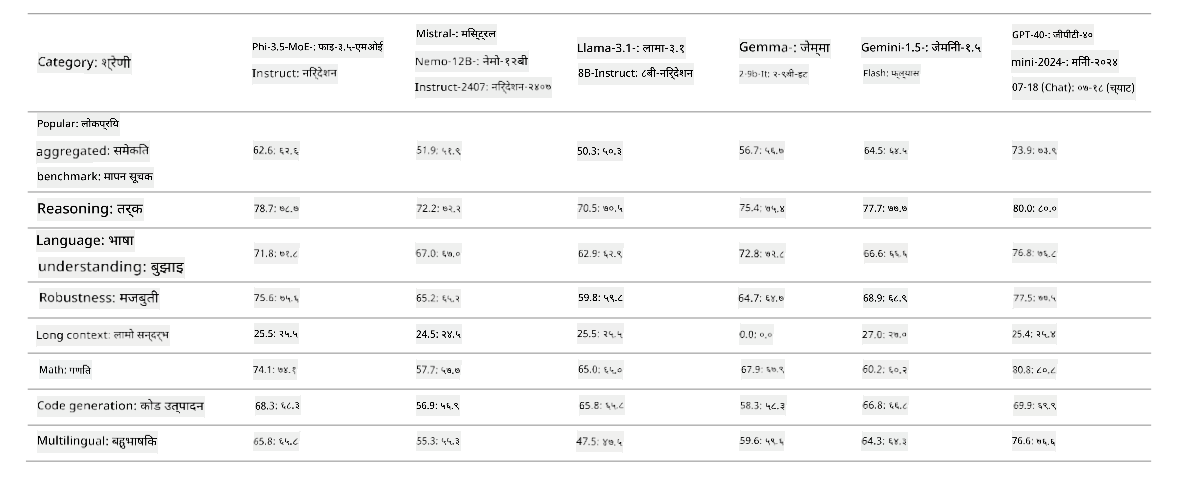 Category: श्रेणी
Phi-3.5-MoE-: फाइ-३.५-एमओई
Instruct: निर्देशन
Mistral-: मिस्ट्रल
Nemo-12B-: नेमो-१२बी
Instruct-2407: निर्देशन-२४०७
Llama-3.1-: लामा-३.१
8B-Instruct: ८बी-निर्देशन
Gemma-: जेम्मा
2-9b-It: २-९बी-इट
Gemini-1.5-: जेमिनी-१.५
Flash: फ्ल्यास
GPT-40-: जीपीटी-४०
mini-2024-: मिनी-२०२४
07-18 (Chat): ०७-१८ (च्याट)
Popular: लोकप्रिय
aggregated: समेकित
benchmark: मापन सूचक
62.6: ६२.६
51.9: ५१.९
50.3: ५०.३
56.7: ५६.७
64.5: ६४.५
73.9: ७३.९
Reasoning: तर्क
78.7: ७८.७
72.2: ७२.२
70.5: ७०.५
75.4: ७५.४
77.7: ७७.७
80.0: ८०.०
Language: भाषा
understanding: बुझाइ
71.8: ७१.८
67.0: ६७.०
62.9: ६२.९
72.8: ७२.८
66.6: ६६.६
76.8: ७६.८
Robustness: मजबुती
75.6: ७५.६
65.2: ६५.२
59.8: ५९.८
64.7: ६४.७
68.9: ६८.९
77.5: ७७.५
Long context: लामो सन्दर्भ
25.5: २५.५
24.5: २४.५
25.5: २५.५
0.0: ०.०
27.0: २७.०
25.4: २५.४
Math: गणित
74.1: ७४.१
57.7: ५७.७
65.0: ६५.०
67.9: ६७.९
60.2: ६०.२
80.8: ८०.८
Code generation: कोड उत्पादन
68.3: ६८.३
56.9: ५६.९
65.8: ६५.८
58.3: ५८.३
66.8: ६६.८
69.9: ६९.९
Multilingual: बहुभाषिक
65.8: ६५.८
55.3: ५५.३
47.5: ४७.५
59.6: ५९.६
64.3: ६४.३
76.6: ७६.६